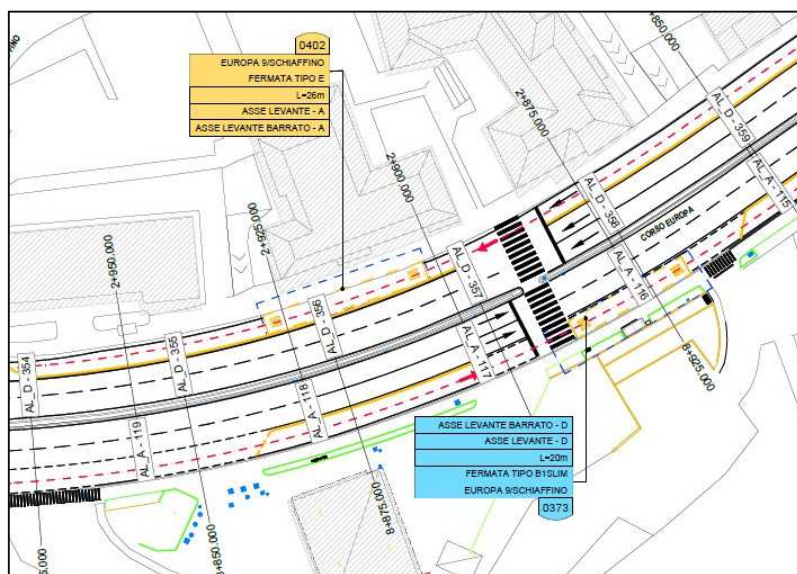 0402
EUROPA 9/SCHIAFFINO
FERMATA TIPO E
L=26m
ASSE LEVANTE - A
ASSE LEVANTE BARRATO - A
2+850.000
2+875.000
2+900.000
2+925.000
2+950.000
AL_D - 359
AL_A - 115
AL_D - 358
CORSO EUROPA
AL_A - 116
AL_D - 357
AL_A - 117
AL_D - 356
AL_A - 118
AL_D - 355
AL_A - 119
AL_D - 354
8+925.000
8+875.000
8+850.000
ASSE LEVANTE BARRATO - D
ASSE LEVANTE - D
L=20m
FERMATA TIPO B1SLIM
EUROPA 9/SCHIAFFINO
0373